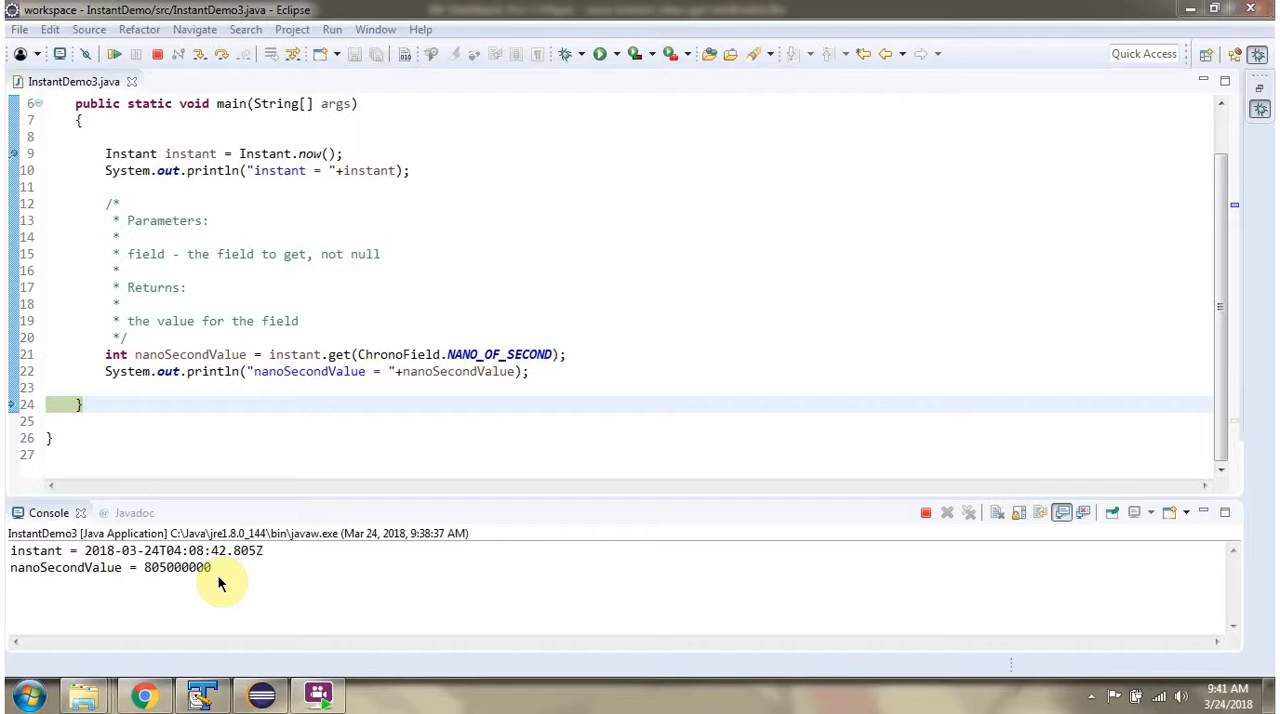 workspace - InstantDemo/src/InstantDemo3.java - Eclipse
File Edit Source Refactor Navigate Search Project Run Window Help
Quick Access
InstantDemo3.java
6 public static void main(String[] args)
7 {
8
9 Instant instant = Instant.now();
10 System.out.println("instant = "+instant);
11
12 /*
13 * Parameters:
14 *
15 * field - the field to get, not null
16 *
17 * Returns:
18 *
19 * the value for the field
20 */
21 int nanoSecondValue = instant.get(ChronoField.NANO_OF_SECOND);
22 System.out.println("nanoSecondValue = "+nanoSecondValue);
23
24 }
25
26 }
27
Console @ Javadoc
InstantDemo3 [Java Application] C:\Java\jre1.8.0_144\bin\javaw.exe (Mar 24, 2018, 9:38:37 AM)
instant = 2018-03-24T04:08:42.805Z
nanoSecondValue = 805000000
9:41 AM
3/24/2018